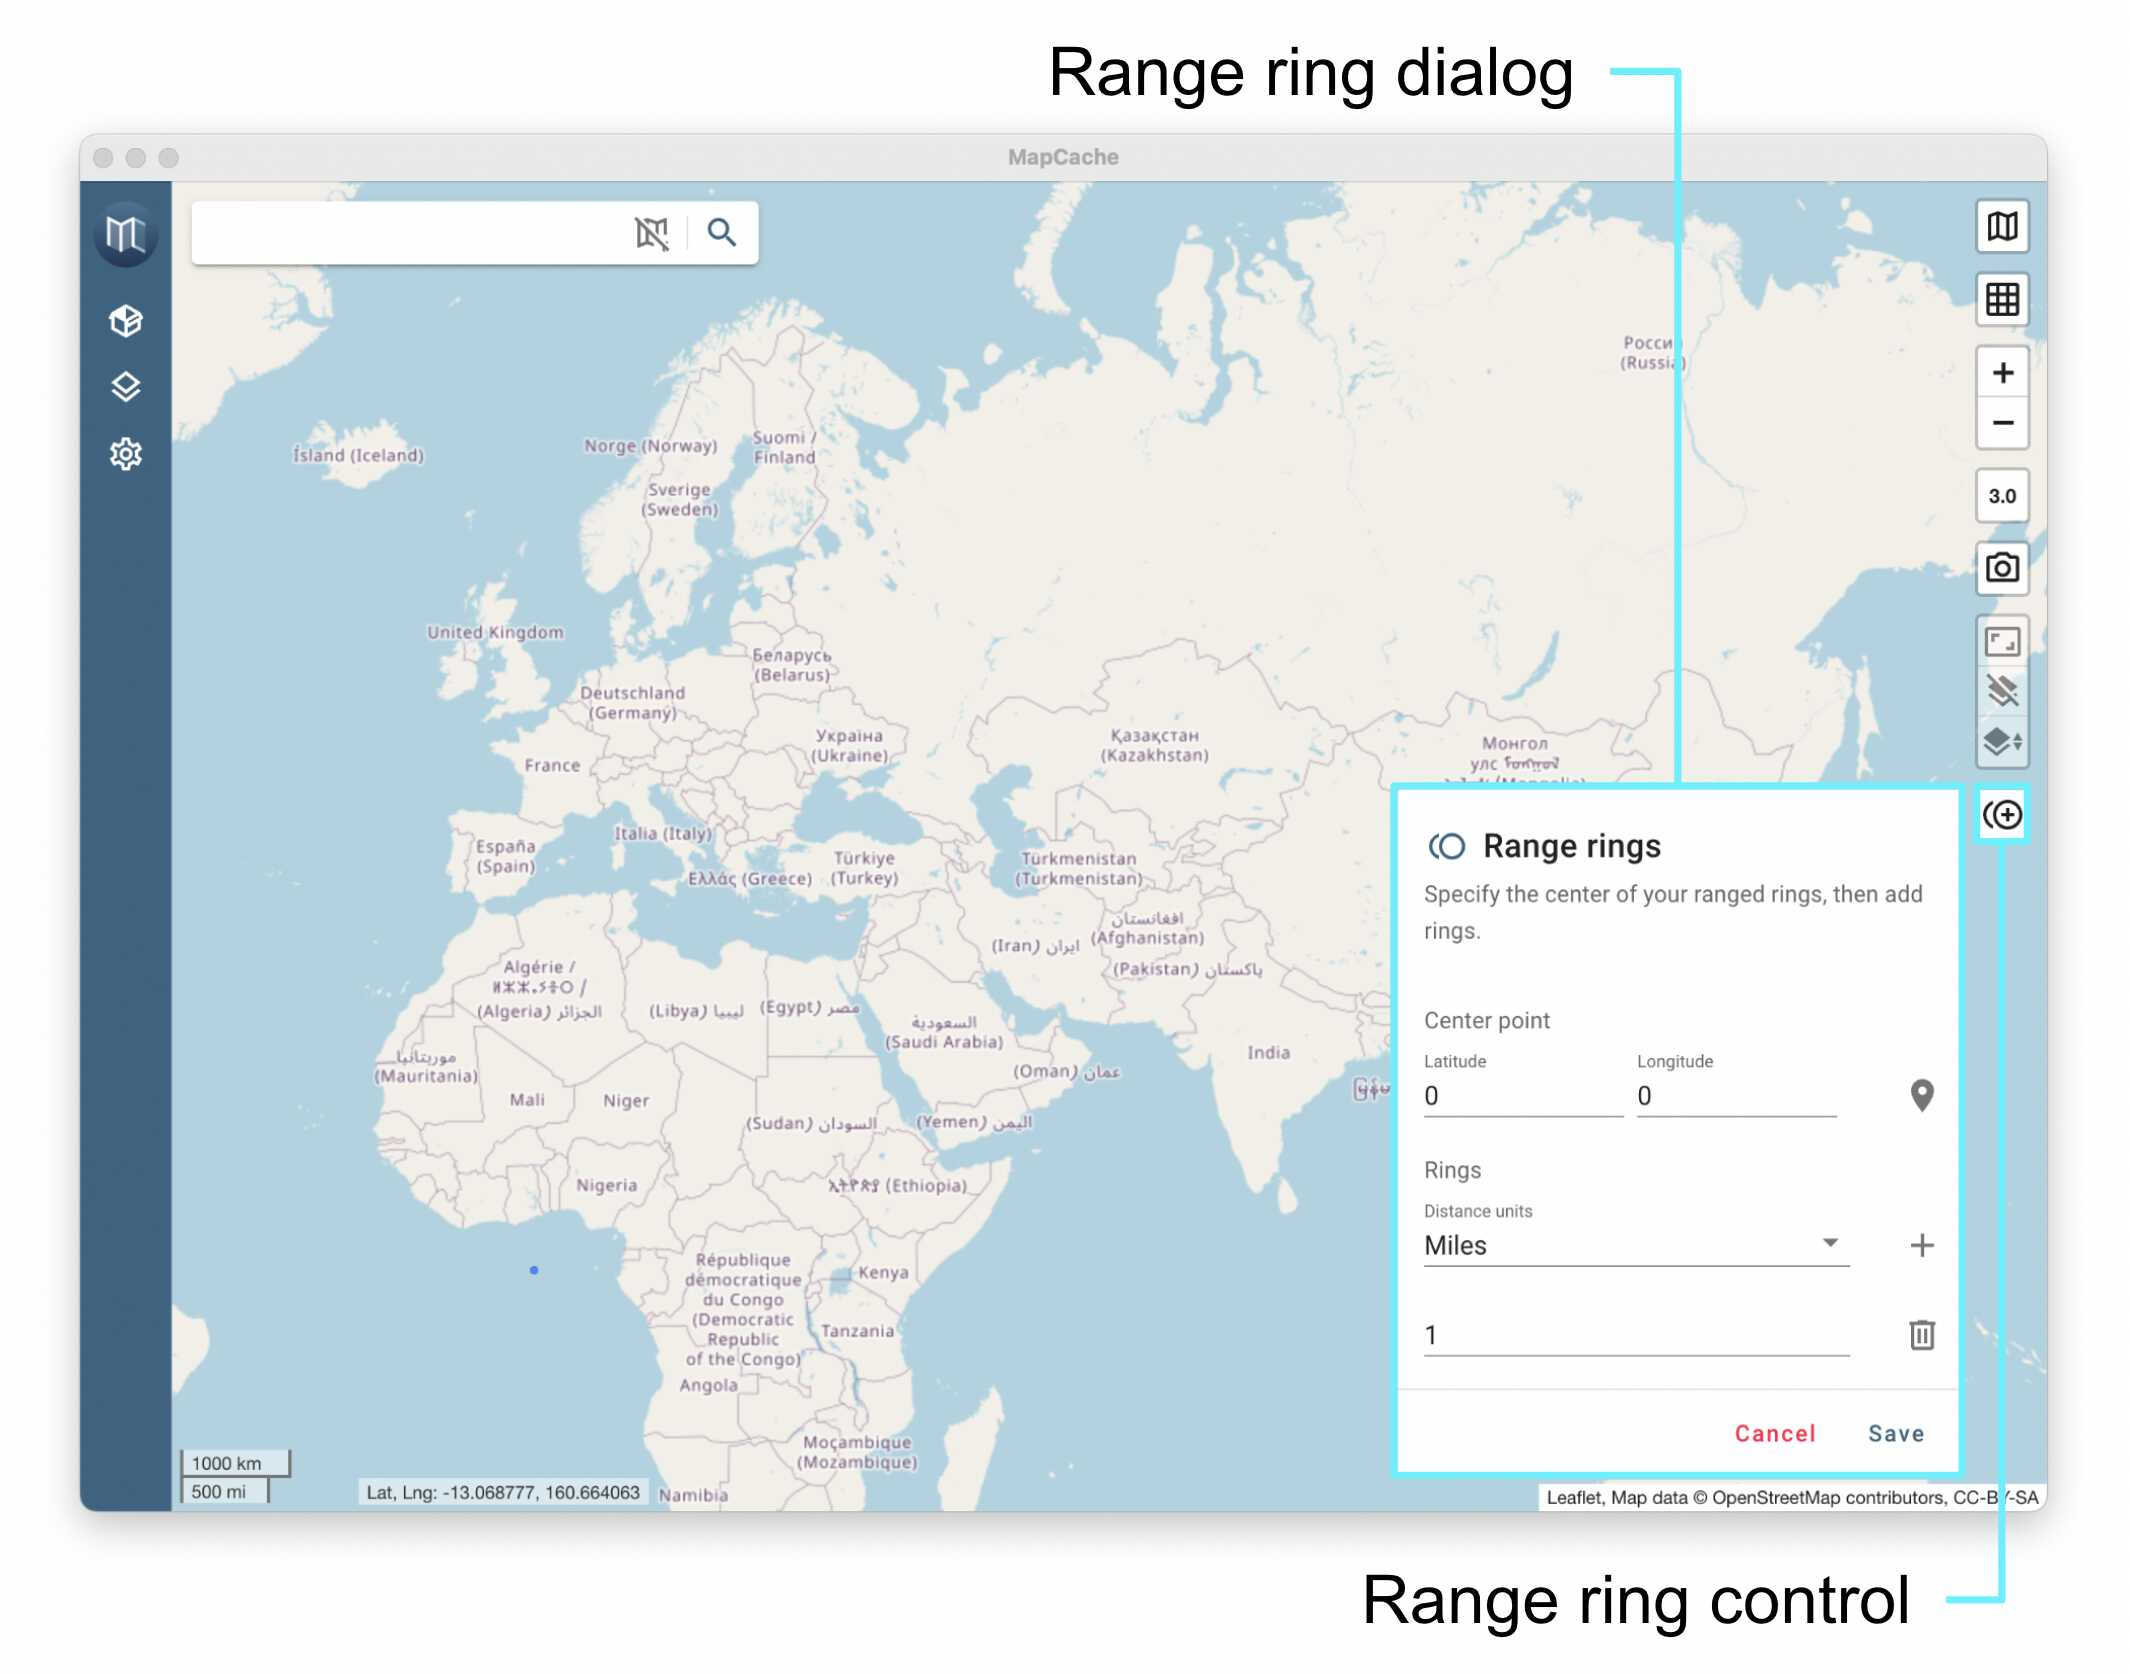 Range ring dialog
MapCache
3.0
Росси
(Russia)
Ísland (Iceland)
Norge (Norway)
Suomi /
Finland
Sverige
(Sweden)
United Kingdom
Беларусь
(Belarus)
Deutschland
(Germany)
Україна
(Ukraine)
Қазақстан
(Kazakhstan)
Монгол
улс
France
Italia (Italy)
España
(Spain)
Ελλάς (Greece)
Türkiye
(Turkey)
Türkmenistan
(Turkmenistan)
افغانستان
(Afghanistan)
(Iran) ایران
(Pakistan) پاکستان
Algérie /
ⵍⵣⵣⴰⵢⴻⵔ /
(Algeria) الجزائر
(Libya) ليبيا
(Egypt) مصر
السعودية
(Saudi Arabia)
(Oman) عمان
India
موريتانيا
(Mauritania)
Mali
Niger
(Sudan) السودان
(Yemen) اليمن
Nigeria
ኢትዮጵያ (Ethiopia)
République
démocratique
du Congo
(Democratic
Republic
of the Congo)
Kenya
Tanzania
Angola
Moçambique
(Mozambique)
Namibia
Range rings
Specify the center of your ranged rings, then add
rings.
Center point
Latitude
Longitude
0
0
Rings
Distance units
Miles
1
Cancel
Save
1000 km
500 mi
Lat, Lng: -13.068777, 160.664063
Leaflet, Map data © OpenStreetMap contributors, CC-BY-SA
Range ring control